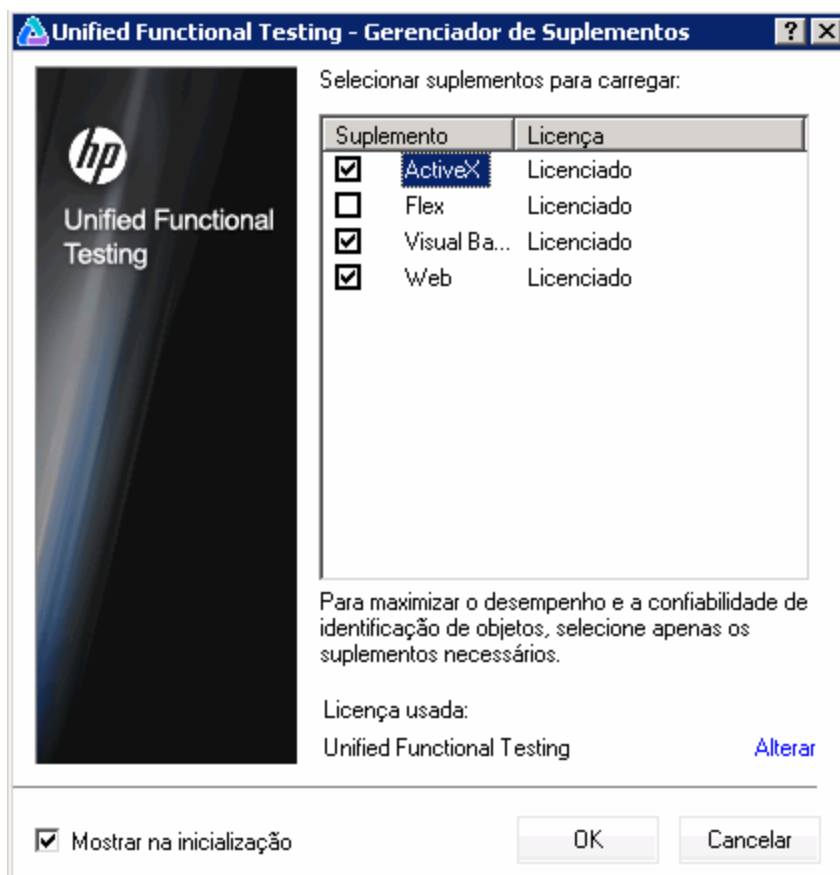 Unified Functional Testing - Gerenciador de Suplementos
Selecionar suplementos para carregar:
hp
Unified Functional
Testing
Suplemento Licença
ActiveX Licenciado
Flex Licenciado
Visual Ba... Licenciado
Web Licenciado
Para maximizar o desempenho e a confiabilidade de
identificação de objetos, selecione apenas os
suplementos necessários.
Licença usada:
Unified Functional Testing Alterar
Mostrar na inicialização OK Cancelar